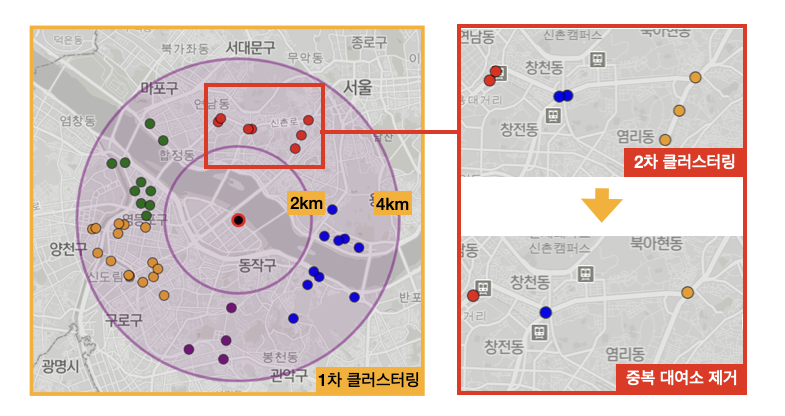 덕은동
북가좌동
서대문구
무악동
종로구
마포구
연남동
서울
염창동
신촌로
합정동
남산
2km
4km
영등포구
양천구
동작구
신도림
반포
구로구
광명시
봉천동
관악구
1차 클러스터링
연남동
신촌캠퍼스
북아현동
창천동
홍대거리
창전동
염리동
2차 클러스터링
신촌캠퍼스
북아현동
창천동
거리
창전동
염리동
중복 대여소 제거